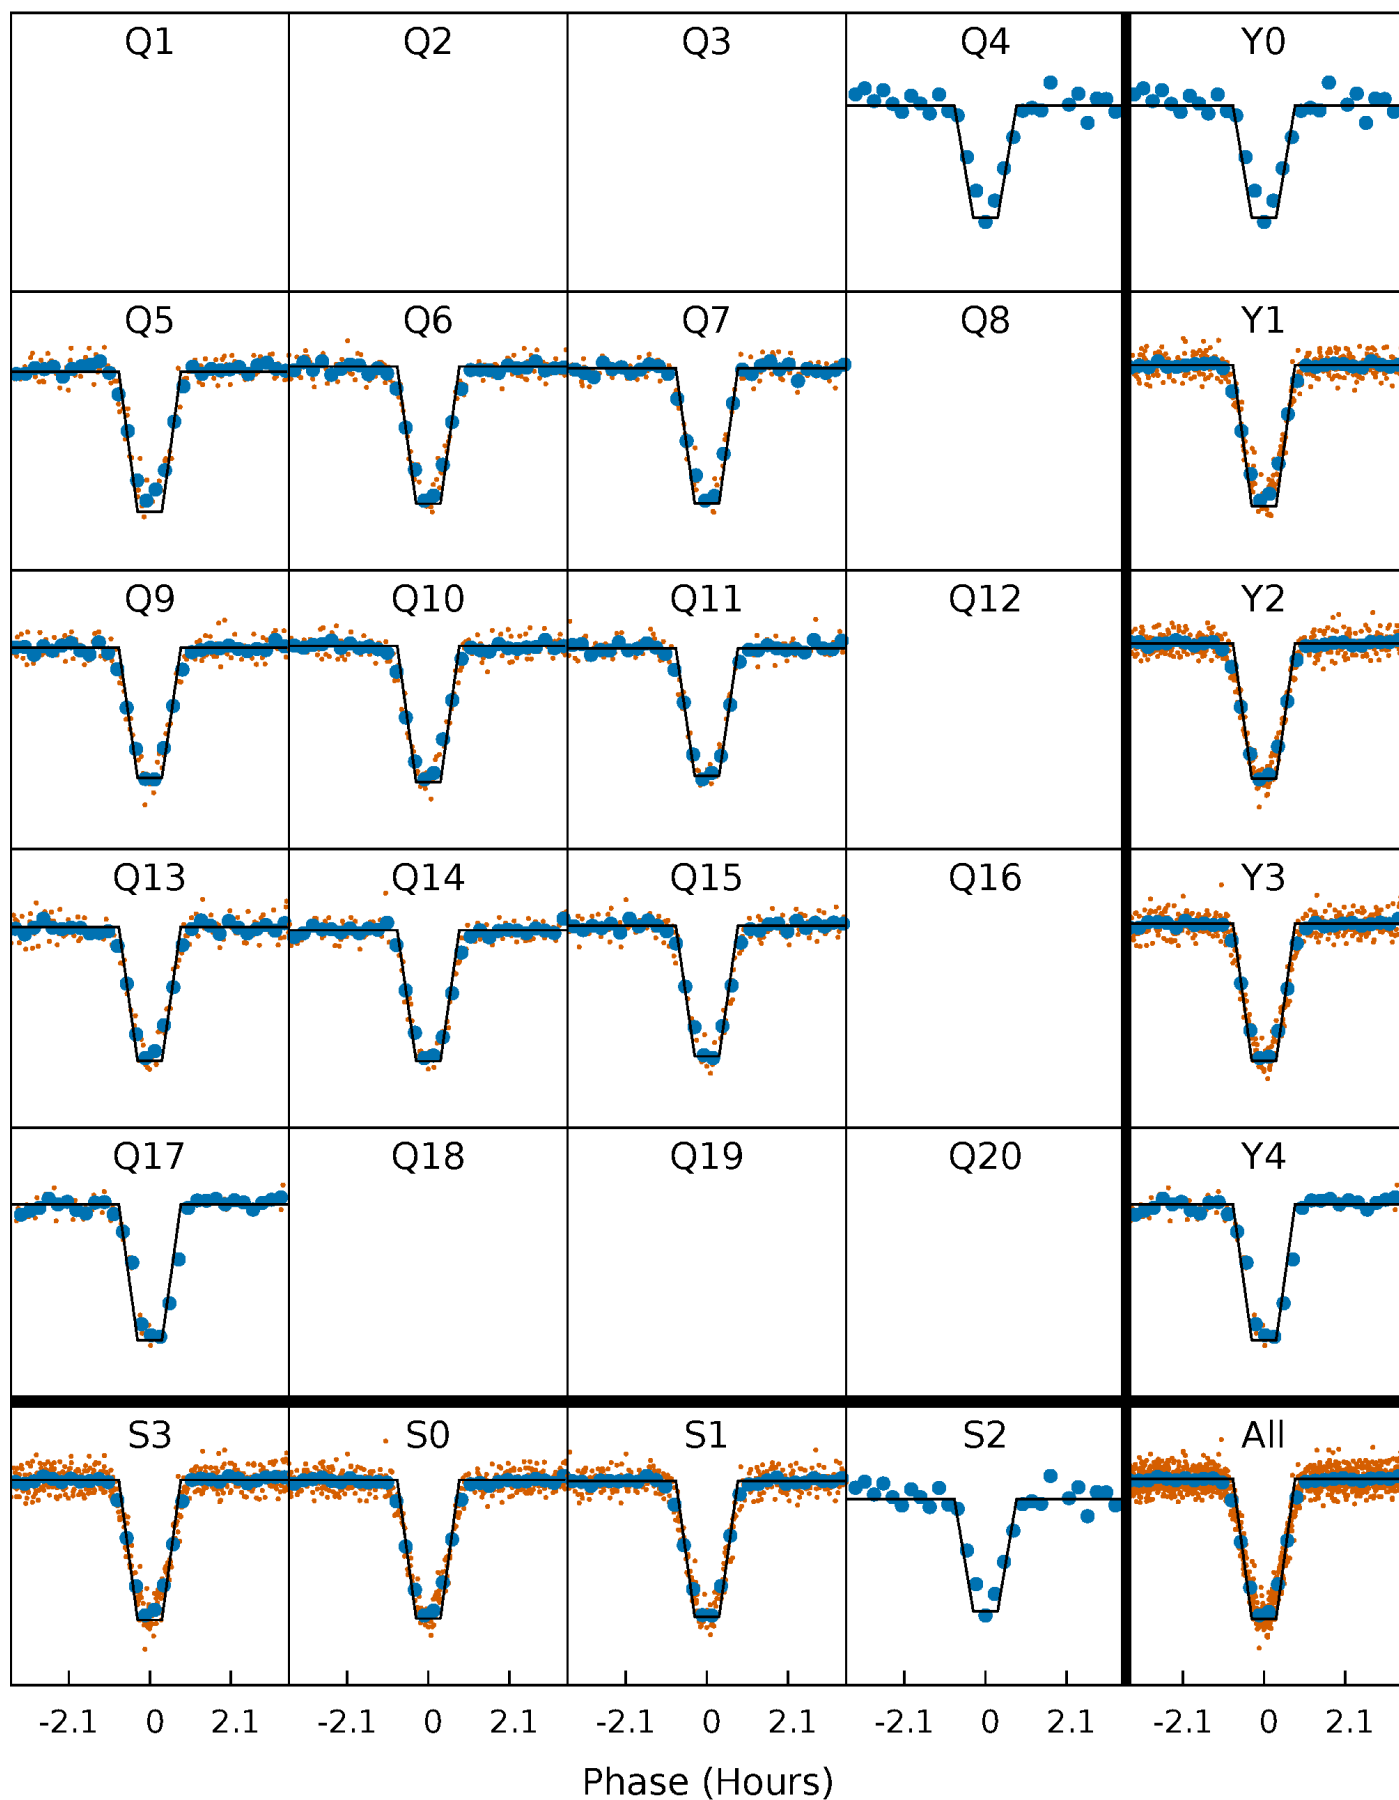 Q1 Q2 Q3 Q4 Y0
Q5 Q6 Q7 Q8 Y1
Q9 Q10 Q11 Q12 Y2
Q13 Q14 Q15 Q16 Y3
Q17 Q18 Q19 Q20 Y4
S3 S0 S1 S2 All
-2.1 0 2.1 -2.1 0 2.1 -2.1 0 2.1 -2.1 0 2.1 -2.1 0 2.1
Phase (Hours)